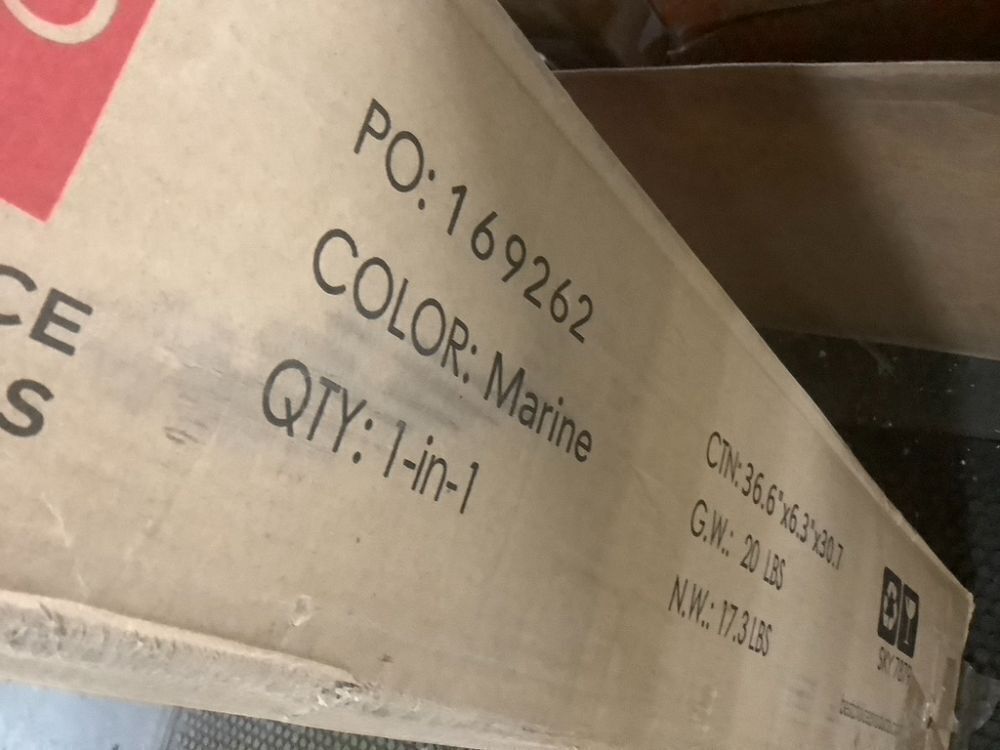 CE
S
PO: 169262
COLOR: Marine
QTY: 1-in-1
CTN: 36.6"x6.3"x30.7
G.W.: 20 LBS
N.W.: 17.3 LBS